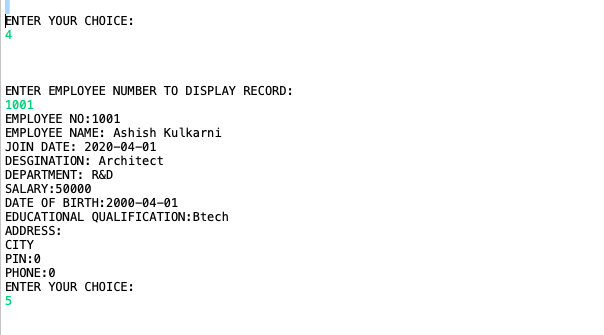 ENTER YOUR CHOICE:
4
ENTER EMPLOYEE NUMBER TO DISPLAY RECORD:
1001
EMPLOYEE NO:1001
EMPLOYEE NAME: Ashish Kulkarni
JOIN DATE: 2020-04-01
DESGINATION: Architect
DEPARTMENT: R&D
SALARY:50000
DATE OF BIRTH:2000-04-01
EDUCATIONAL QUALIFICATION:Btech
ADDRESS:
CITY
PIN:0
PHONE:0
ENTER YOUR CHOICE:
5